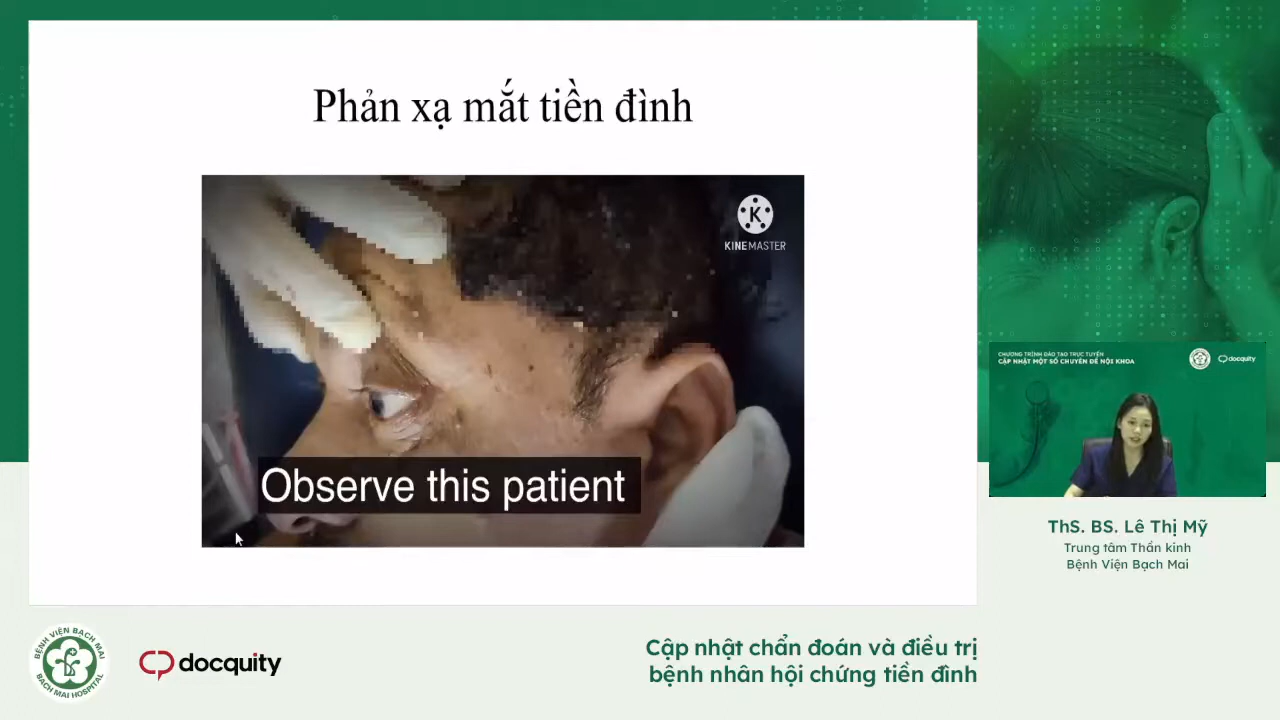 Phản xạ mắt tiền đình
K
KINEMASTER
Observe this patient
CHƯƠNG TRÌNH ĐÀO TẠO TRỰC TUYẾN
CẬP NHẬT MỘT SỐ CHUYÊN ĐỀ NỘI KHOA
docquity
ThS. BS. Lê Thị Mỹ
Trung tâm Thần kinh
Bệnh Viện Bạch Mai
BỆNH VIỆN BẠCH MAI
BACH MAI HOSPITAL
docquity
Cập nhật chẩn đoán và điều trị
bệnh nhân hội chứng tiền đình